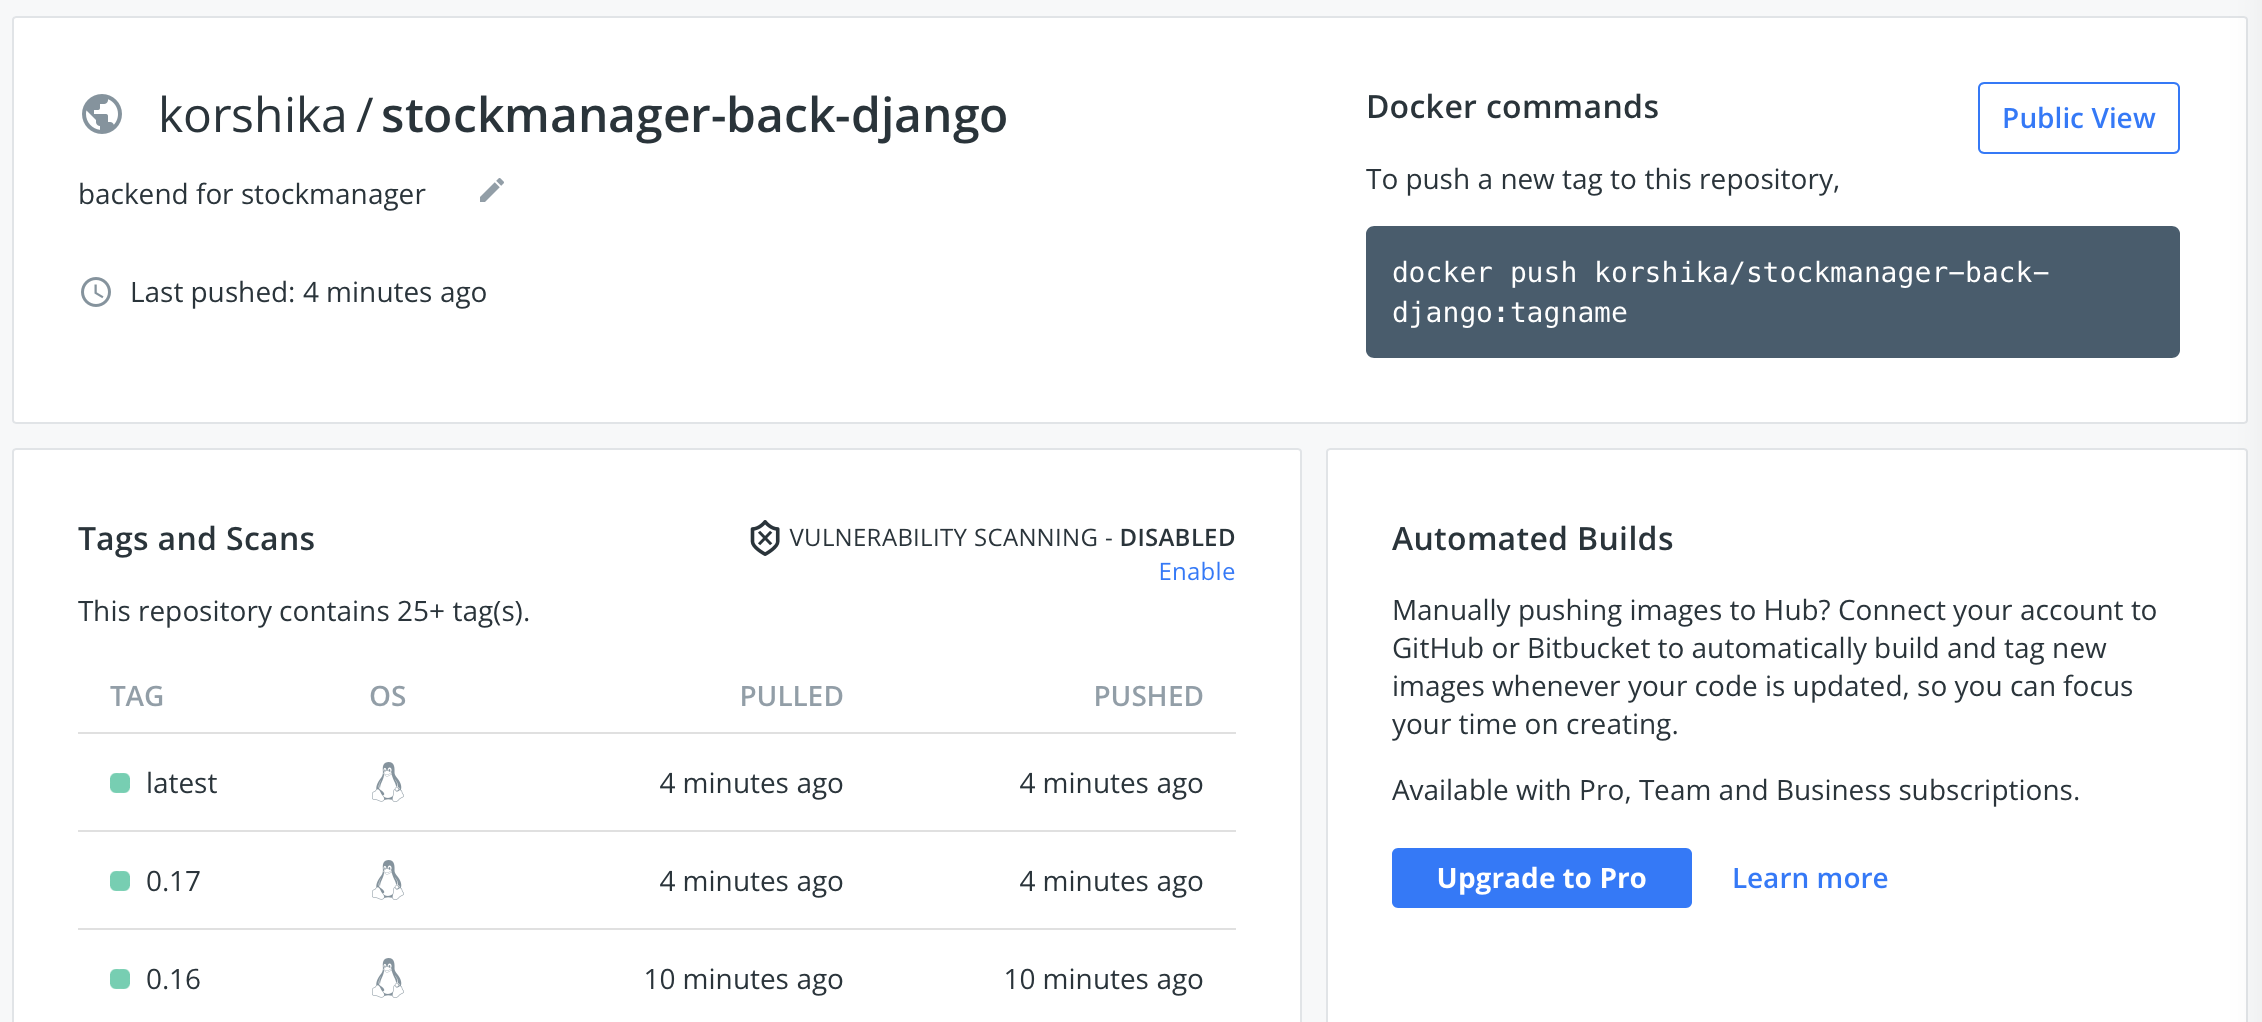 korshika / stockmanager-back-django
backend for stockmanager
Last pushed: 4 minutes ago
Docker commands
Public View
To push a new tag to this repository,
docker push korshika/stockmanager-back-
django:tagname
Tags and Scans
VULNERABILITY SCANNING - DISABLED
Enable
This repository contains 25+ tag(s).
TAG OS PULLED PUSHED
latest 4 minutes ago 4 minutes ago
0.17 4 minutes ago 4 minutes ago
0.16 10 minutes ago 10 minutes ago
Automated Builds
Manually pushing images to Hub? Connect your account to
GitHub or Bitbucket to automatically build and tag new
images whenever your code is updated, so you can focus
your time on creating.
Available with Pro, Team and Business subscriptions.
Upgrade to Pro
Learn more